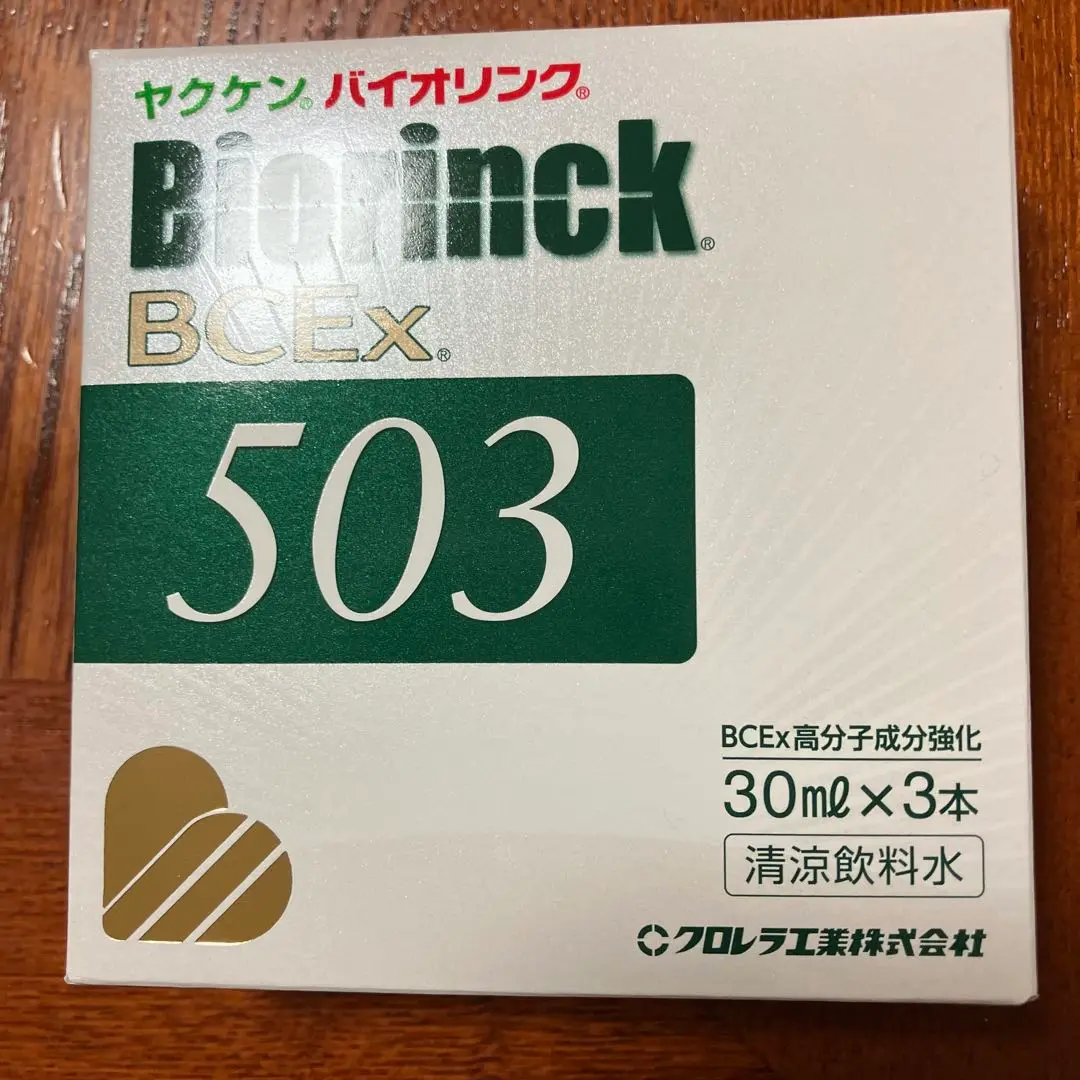 ヤクケン® バイオリンク®
Biorinck®
BCEx®
503
BCEx高分子成分強化
30mℓ×3本
清涼飲料水
クロレラ工業株式会社